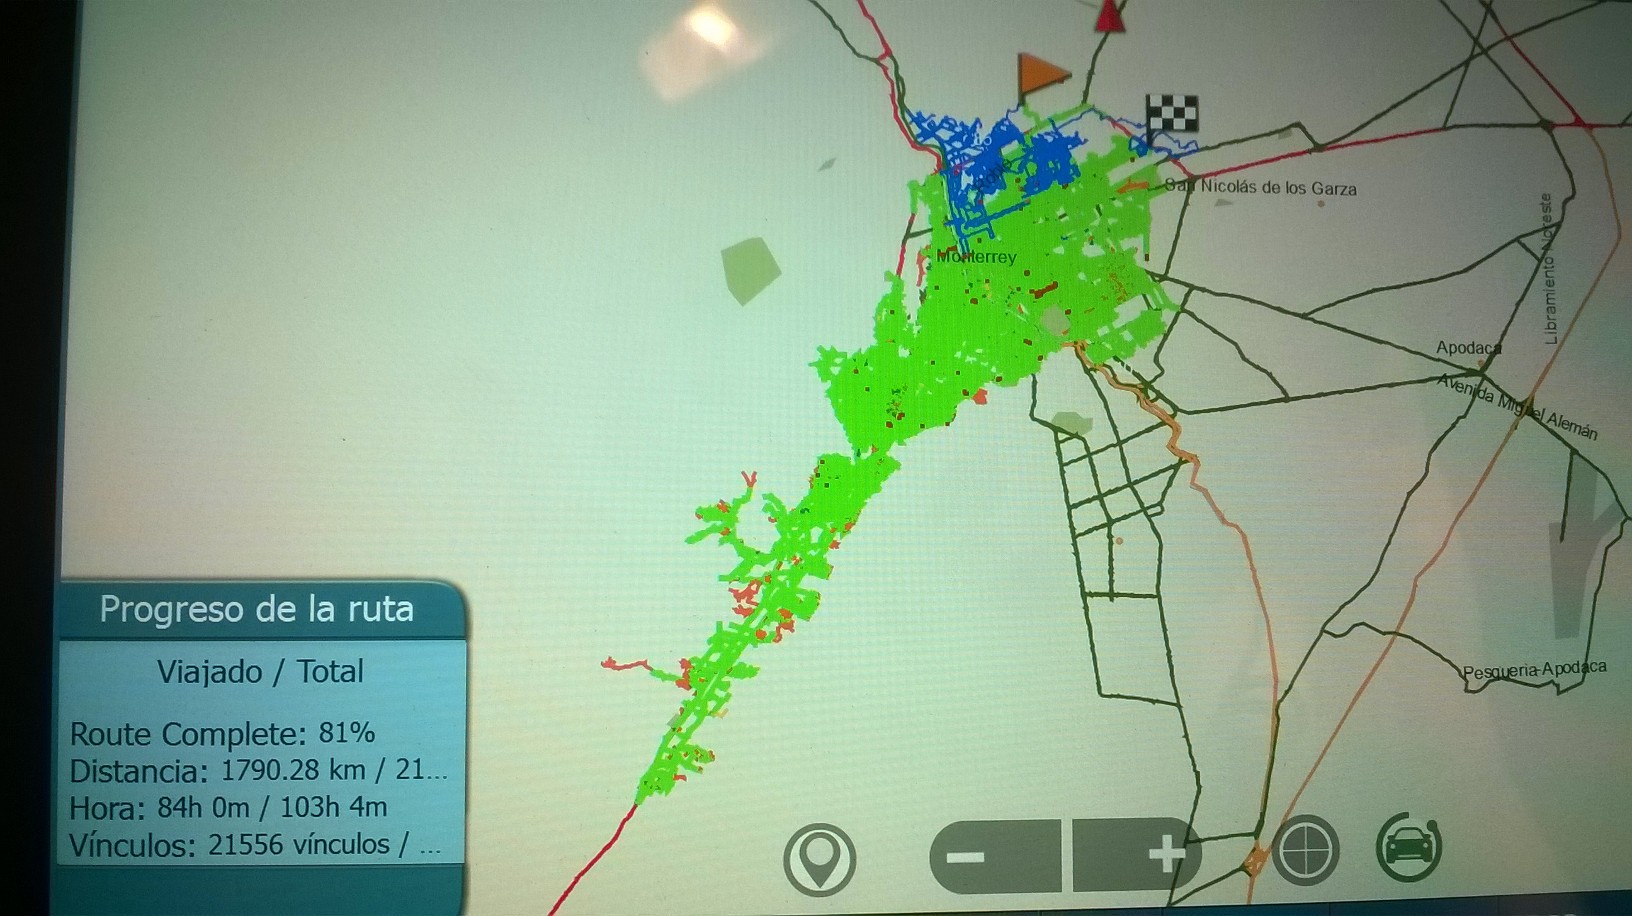 San Nicolás de los Garza
Monterrey
Libramiento Noreste
Apodaca
Avenida Miguel Alemán
Pesqueria-Apodaca
Progreso de la ruta
Viajado / Total
Route Complete: 81%
Distancia: 1790.28 km / 21...
Hora: 84h 0m / 103h 4m
Vínculos: 21556 vínculos / ...